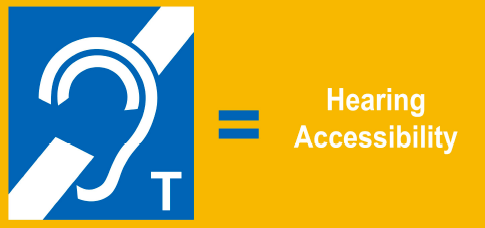 T
=
Hearing
Accessibility